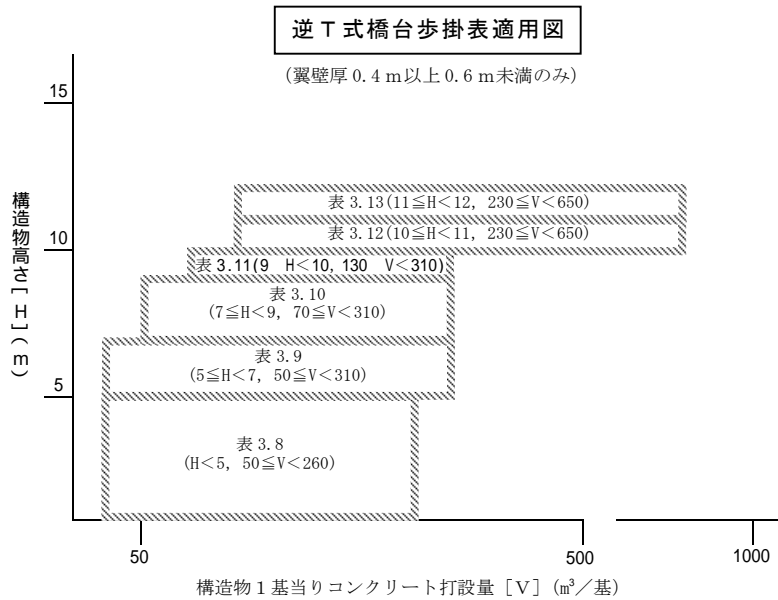 逆Ｔ式橋台歩掛表適用図
(翼壁厚 0.4 m以上 0.6 m未満のみ)
15
10
5
構造物高さ[Ｈ](ｍ)
表 3.13(11≦H＜12, 230≦V＜650)
表 3.12(10≦H＜11, 230≦V＜650)
表 3.11(9　H＜10, 130　V＜310)
表 3.10
(7≦H＜9, 70≦V＜310)
表 3.9
(5≦H＜7, 50≦V＜310)
表 3.8
(H＜5, 50≦V＜260)
50
500
1000
構造物１基当りコンクリート打設量［Ｖ］(m³／基)